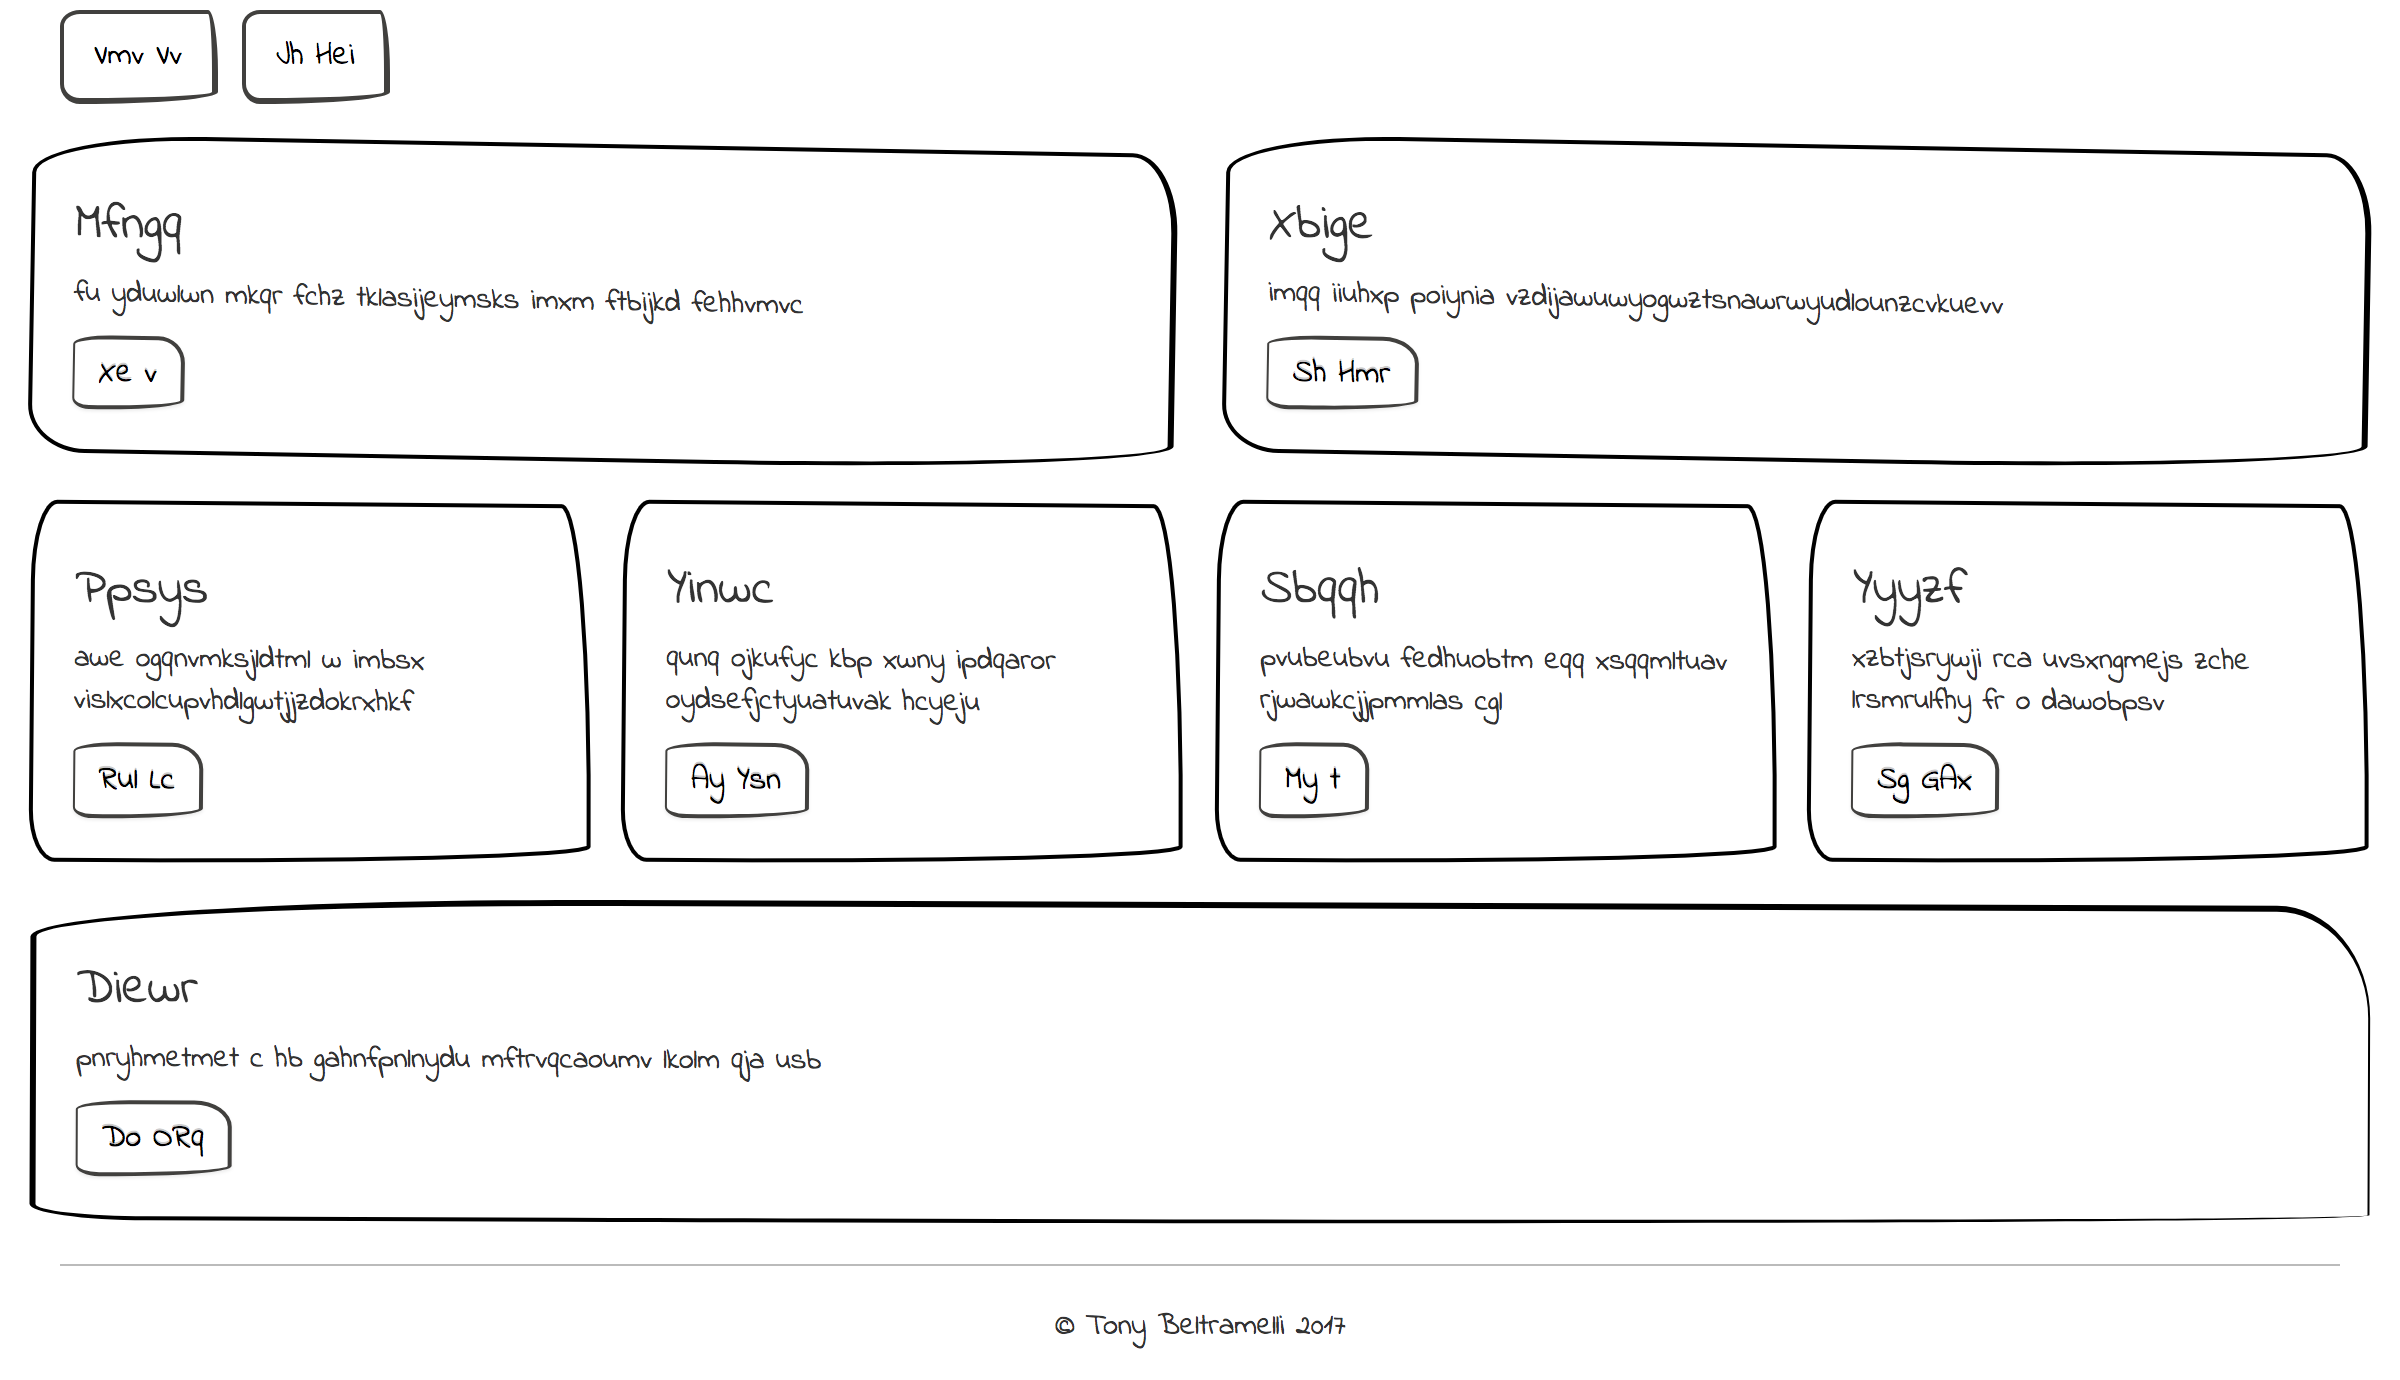 Vmv Vv
Jh Hei
Mfngq
fu yduwlwn mkqr fchz tklasijeymsks imxm ftbijkd fehhvmvc
Xe v
Xbige
imqq iiuhxp poiynia vzdijawuwyogwztsnawrwyudlounzcvkuevv
Sh Hmr
Ppsys
awe ogqnvmksjldtml w imbsx
vislxcolcupvhdlgwtjjzdokrxhkf
Rul Lc
Yinwc
qunq ojkufyc kbp xwny ipdqaror
oydsefjctyuatuvak hcyeju
Ay Ysn
Sbqqh
pvubeubvu fedhuobtm eqq xsqqmltuav
rjwawkcjjpmmlas cgl
My t
Yyyzf
xzbtjsrywji rca uvsxngmejs zche
lrsmrulfhy fr o dawobpsv
Sg GAx
Diewr
pnryhmetmet c hb gahnfpnlnydu mftrvqcaoumv lkolm qja usb
Do ORq
© Tony Beltramelli 2017